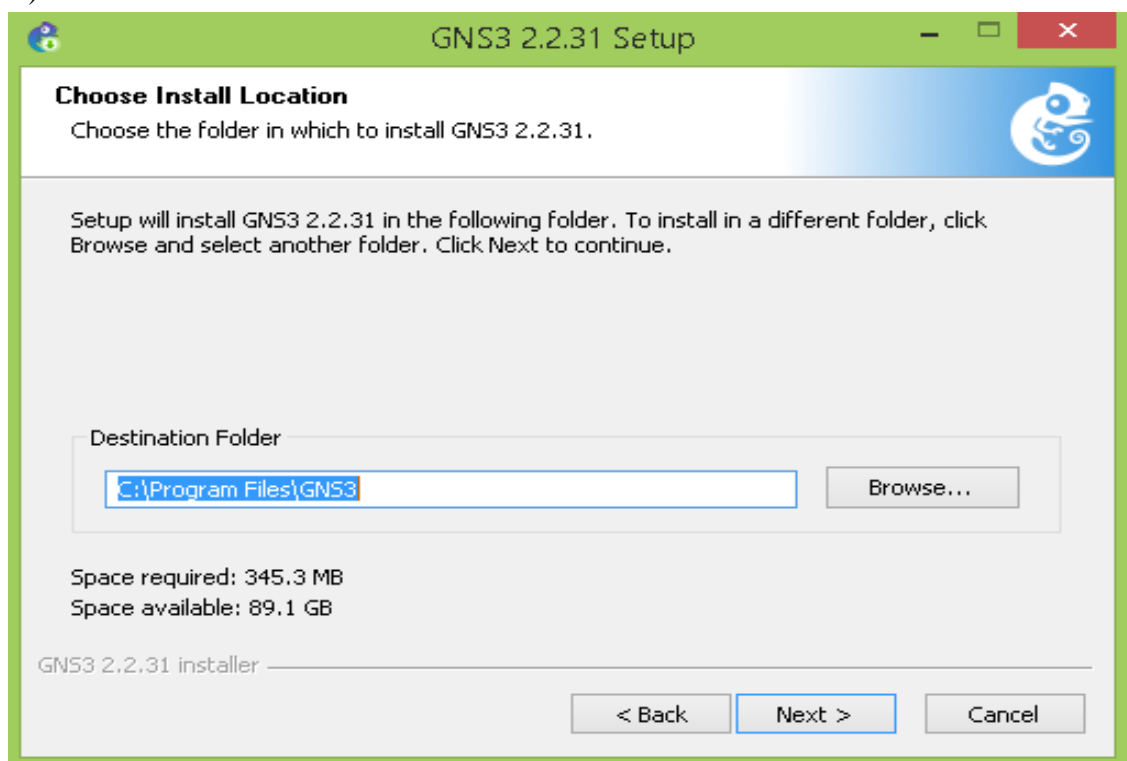 )
GNS3 2.2.31 Setup
Choose Install Location
Choose the folder in which to install GNS3 2.2.31.
Setup will install GNS3 2.2.31 in the following folder. To install in a different folder, click
Browse and select another folder. Click Next to continue.
Destination Folder
C:\Program Files\GNS3
Browse...
Space required: 345.3 MB
Space available: 89.1 GB
GNS3 2.2.31 installer
< Back
Next >
Cancel